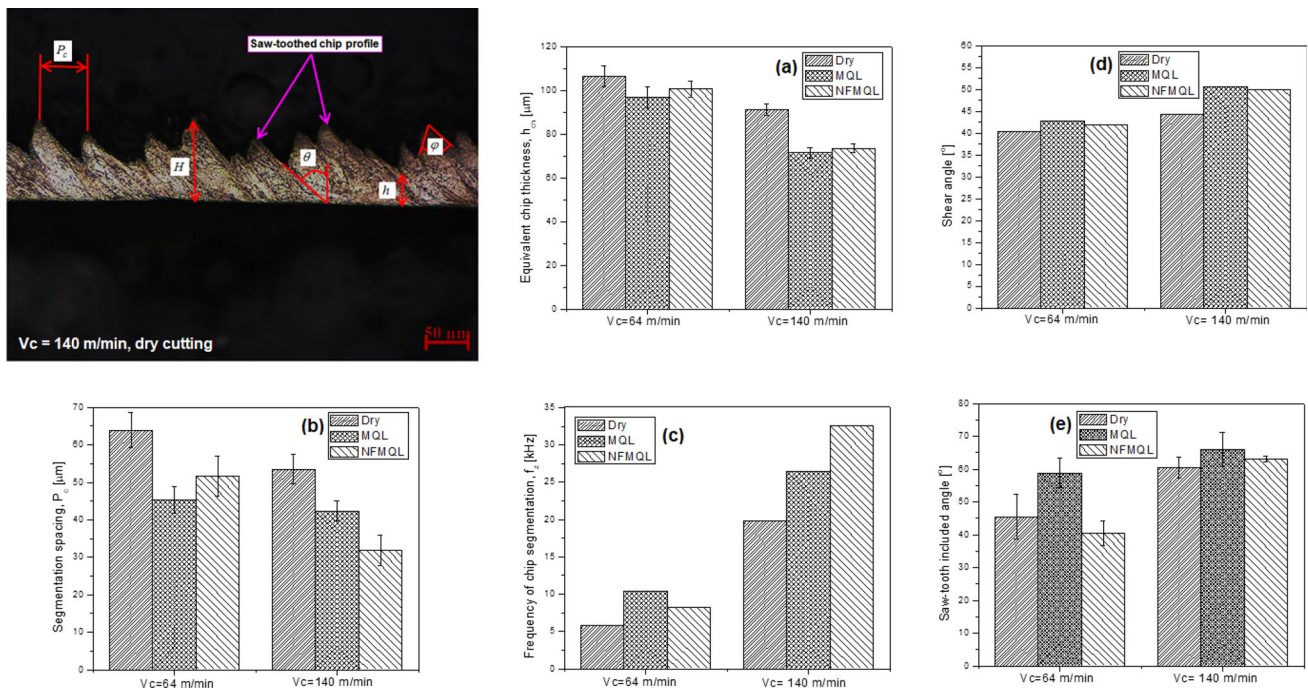 Saw-toothed chip profile
P_c
H
θ
h
φ
50 µm
Vc = 140 m/min, dry cutting
(a)
Dry
MQL
NFMQL
Equivalent chip thickness, h_ch [µm]
120
100
80
60
40
20
0
Vc=64 m/min
Vc=140 m/min
(d)
Dry
MQL
NFMQL
Shear angle [°]
60
55
50
45
40
35
30
25
20
15
10
5
0
Vc=64 m/min
Vc= 140 m/min
(b)
Dry
MQL
NFMQL
Segmentation spacing, P_c [µm]
70
60
50
40
30
20
10
0
Vc=64 m/min
Vc=140 m/min
(c)
Dry
MQL
NFMQL
Frequency of chip segmentation, f_z [kHz]
35
30
25
20
15
10
5
0
Vc=64 m/min
Vc= 140 m/min
(e)
Dry
MQL
NFMQL
Saw-tooth included angle [°]
80
70
60
50
40
30
20
10
0
Vc=64 m/min
Vc= 140 m/min